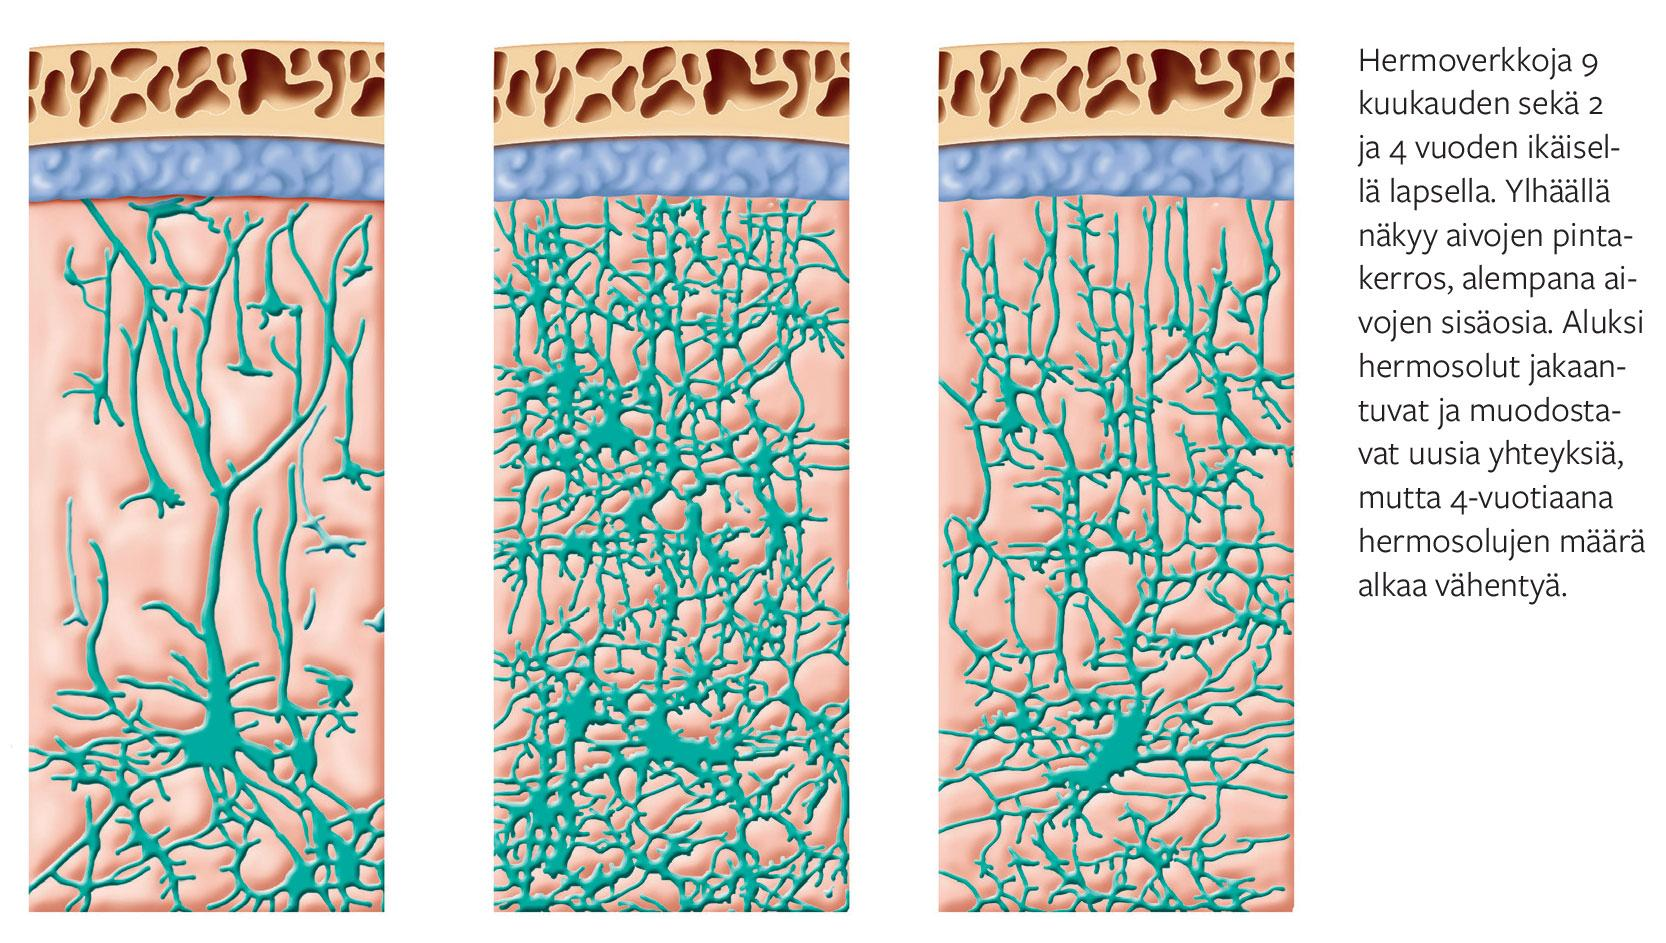 Hermoverkkoja 9
kuukauden sekä 2
ja 4 vuoden ikäisel-
lä lapsella. Ylhäällä
näkyy aivojen pinta-
kerros, alempana ai-
vojen sisäosia. Aluksi
hermosolut jakaan-
tuvat ja muodosta-
vat uusia yhteyksiä,
mutta 4-vuotiaana
hermosolujen määrä
alkaa vähentyä.